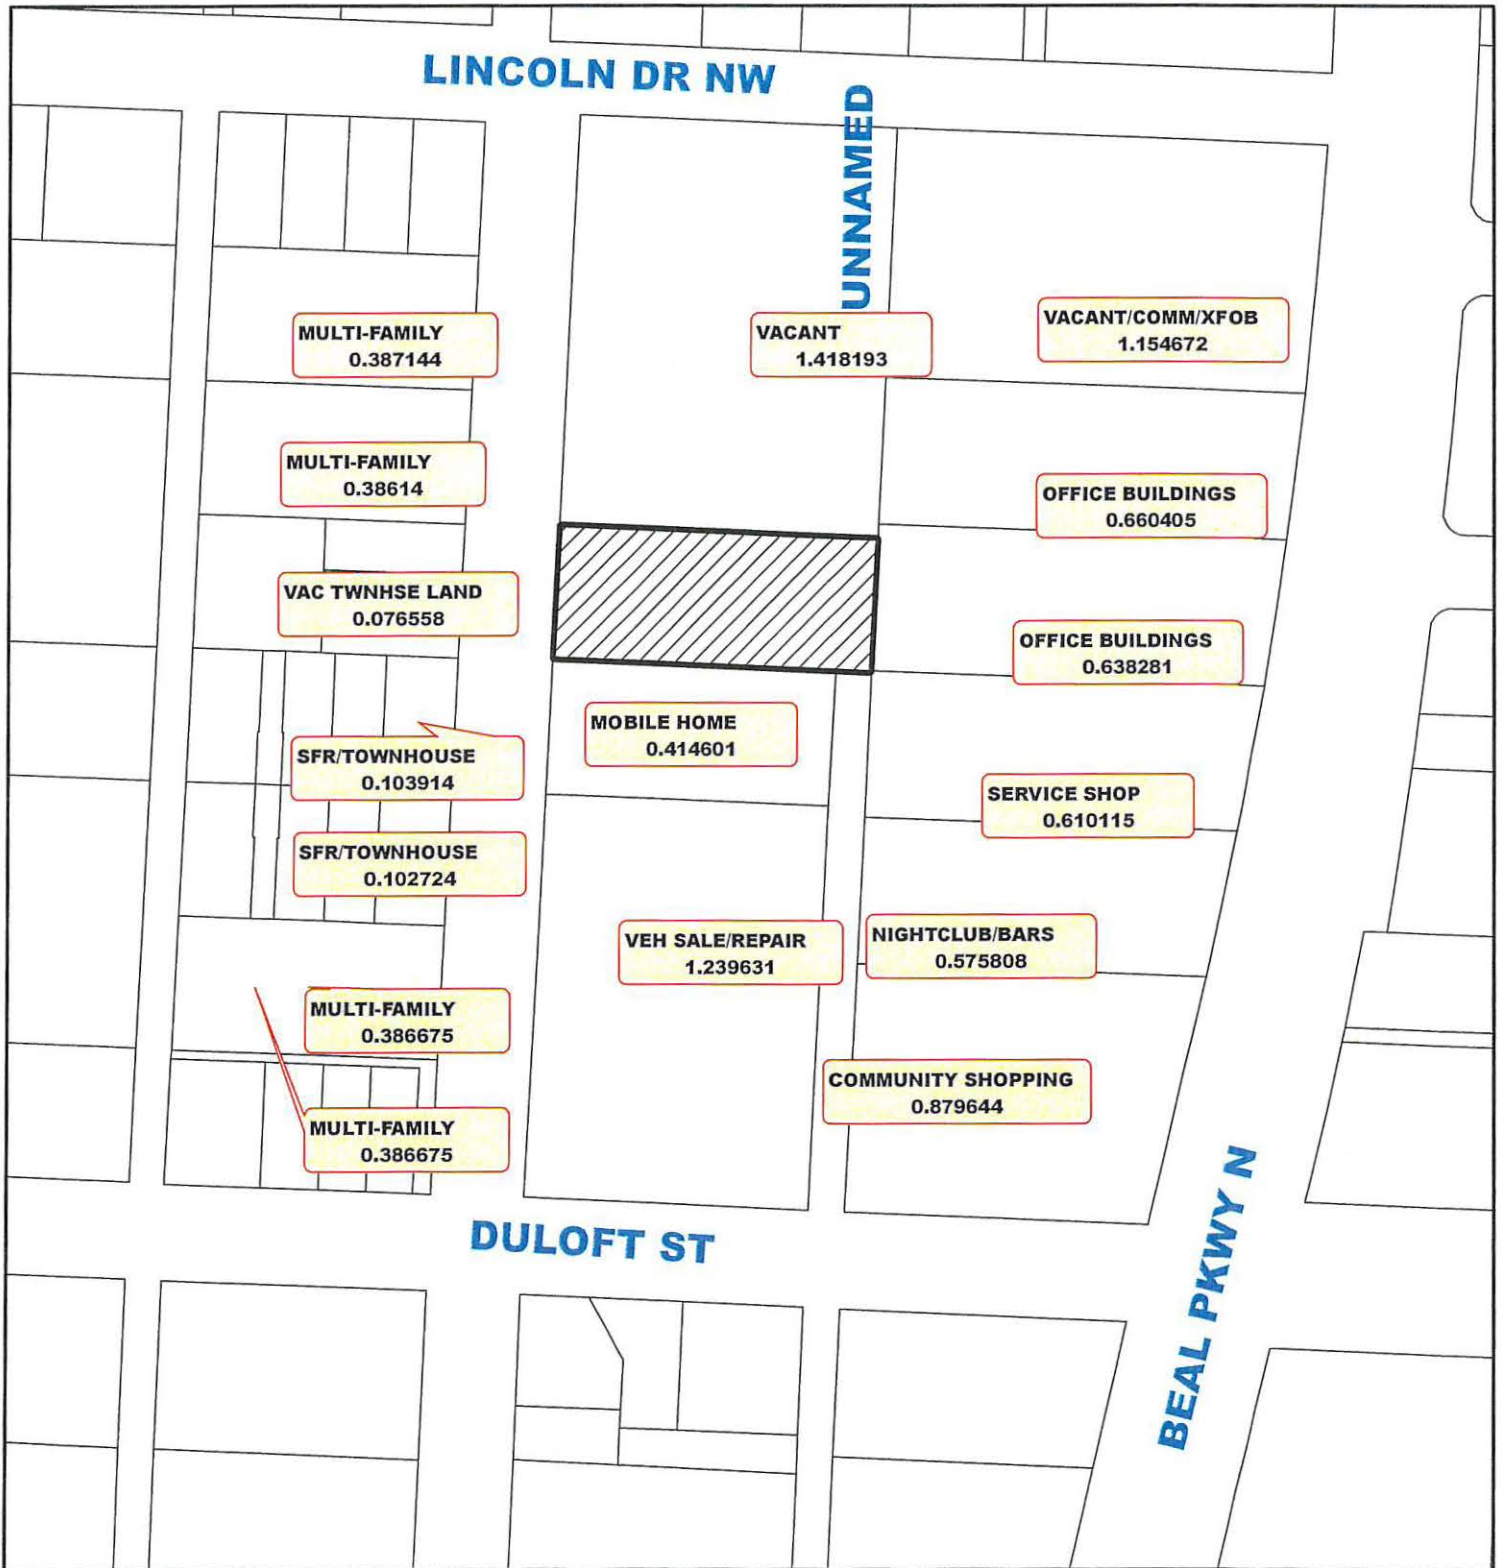 LINCOLN DR NW
UNNAMED
MULTI-FAMILY
0.387144
VACANT
1.418193
VACANT/COMM/XFOB
1.154672
MULTI-FAMILY
0.38614
OFFICE BUILDINGS
0.660405
VAC TWNHSE LAND
0.076558
OFFICE BUILDINGS
0.638281
MOBILE HOME
0.414601
SFR/TOWNHOUSE
0.103914
SERVICE SHOP
0.610115
SFR/TOWNHOUSE
0.102724
VEH SALE/REPAIR
1.239631
NIGHTCLUB/BARS
0.575808
MULTI-FAMILY
0.386675
COMMUNITY SHOPPING
0.879644
MULTI-FAMILY
0.386675
DULOFT ST
BEAL PKWY N